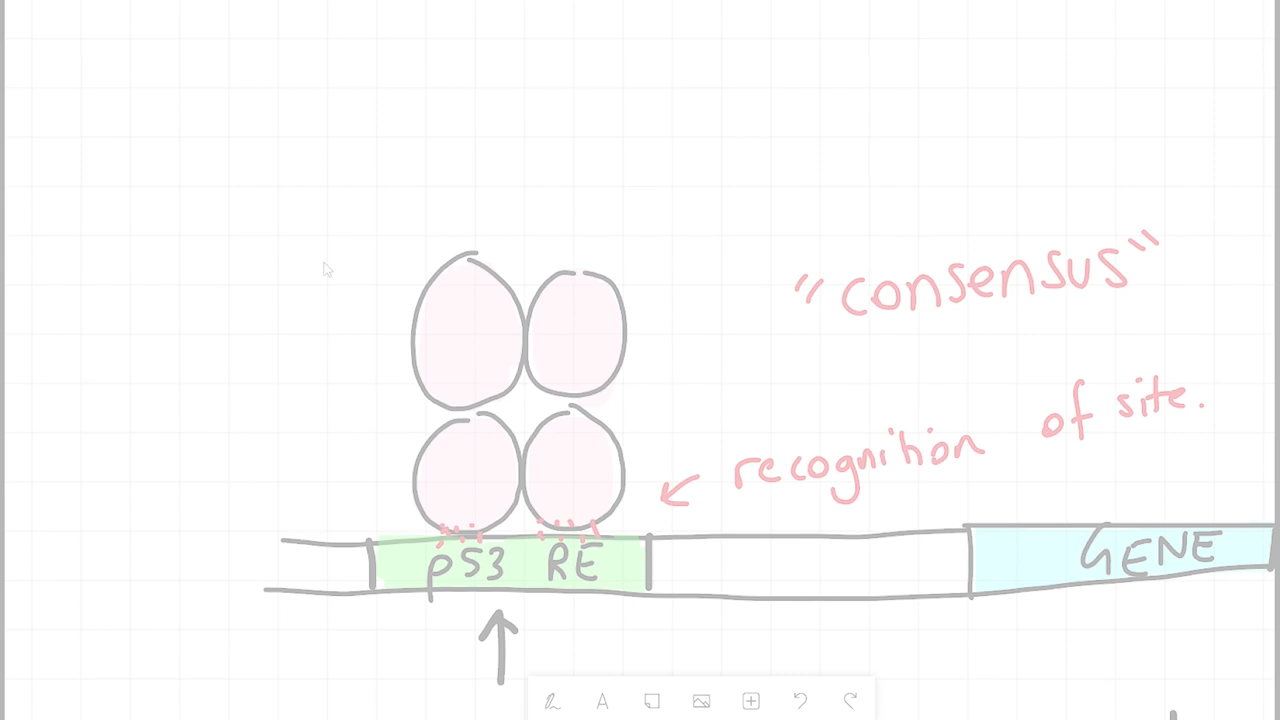 "consensus"
recognition of site.
p53 RE
GENE